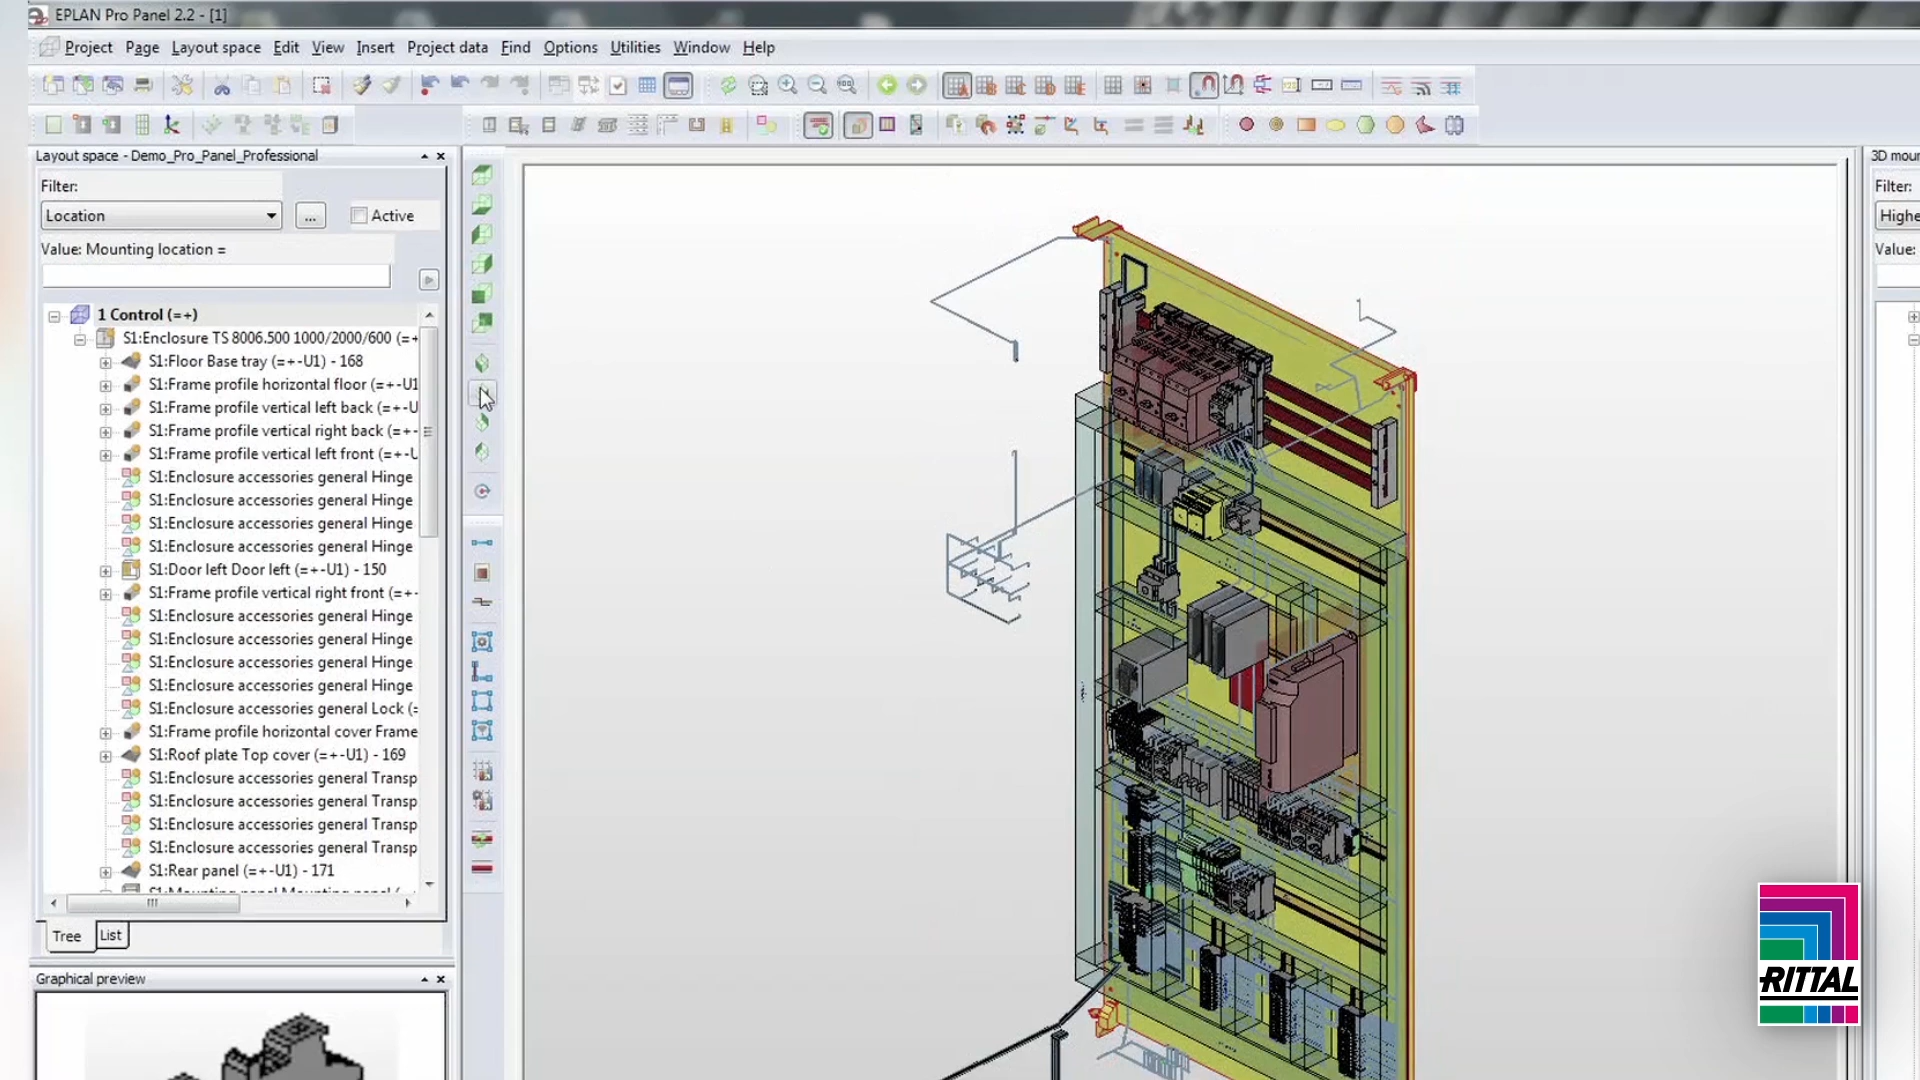 EPLAN Pro Panel 2.2 - [1]
Project Page Layout space Edit View Insert Project data Find Options Utilities Window Help
Layout space - Demo_Pro_Panel_Professional
Filter:
Location
...
Active
Value: Mounting location =
1 Control (=+)
S1:Enclosure TS 8006.500 1000/2000/600 (=+
S1:Floor Base tray (=+-U1) - 168
S1:Frame profile horizontal floor (=+-U1
S1:Frame profile vertical left back (=+-U
S1:Frame profile vertical right back (=+-
S1:Frame profile vertical left front (=+-U
S1:Enclosure accessories general Hinge
S1:Enclosure accessories general Hinge
S1:Enclosure accessories general Hinge
S1:Enclosure accessories general Hinge
S1:Door left Door left (=+-U1) - 150
S1:Frame profile vertical right front (=+-
S1:Enclosure accessories general Hinge
S1:Enclosure accessories general Hinge
S1:Enclosure accessories general Hinge
S1:Enclosure accessories general Hinge
S1:Enclosure accessories general Lock (=
S1:Frame profile horizontal cover Frame
S1:Roof plate Top cover (=+-U1) - 169
S1:Enclosure accessories general Transp
S1:Enclosure accessories general Transp
S1:Enclosure accessories general Transp
S1:Enclosure accessories general Transp
S1:Rear panel (=+-U1) - 171
S1:Mounting panel Mounting panel (=
Tree
List
Graphical preview
3D moun
Filter:
Highe
Value:
RITTAL